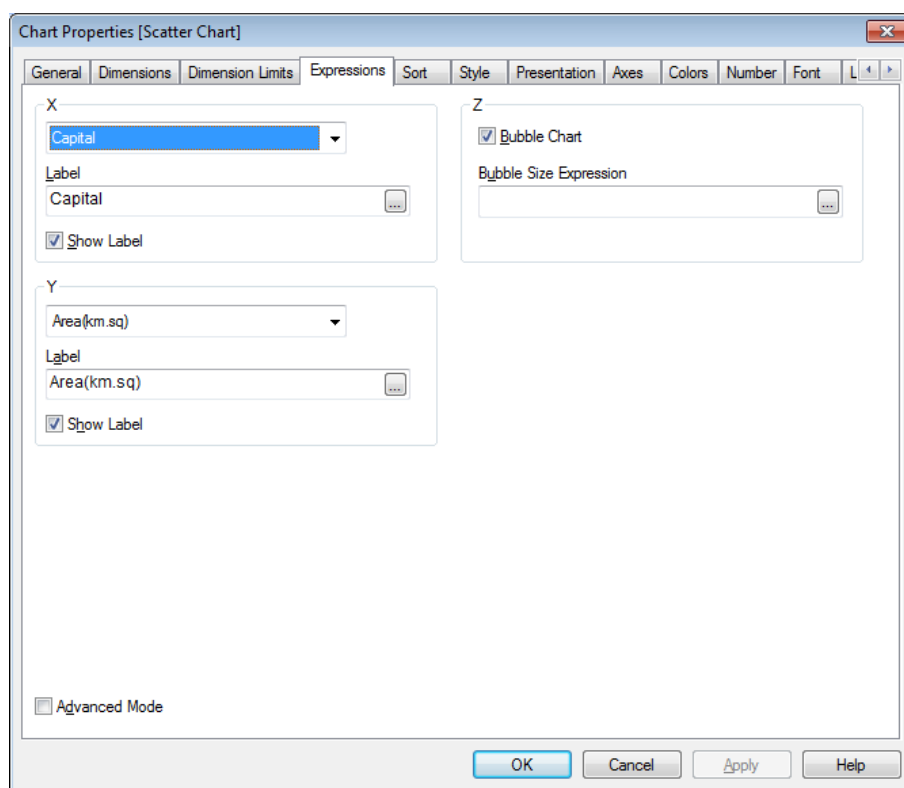 Chart Properties [Scatter Chart]
General Dimensions Dimension Limits Expressions Sort Style Presentation Axes Colors Number Font L
X
Capital
Label
Capital
...
Show Label
Z
Bubble Chart
Bubble Size Expression
...
Y
Area(km.sq)
Label
Area(km.sq)
...
Show Label
Advanced Mode
OK Cancel Apply Help